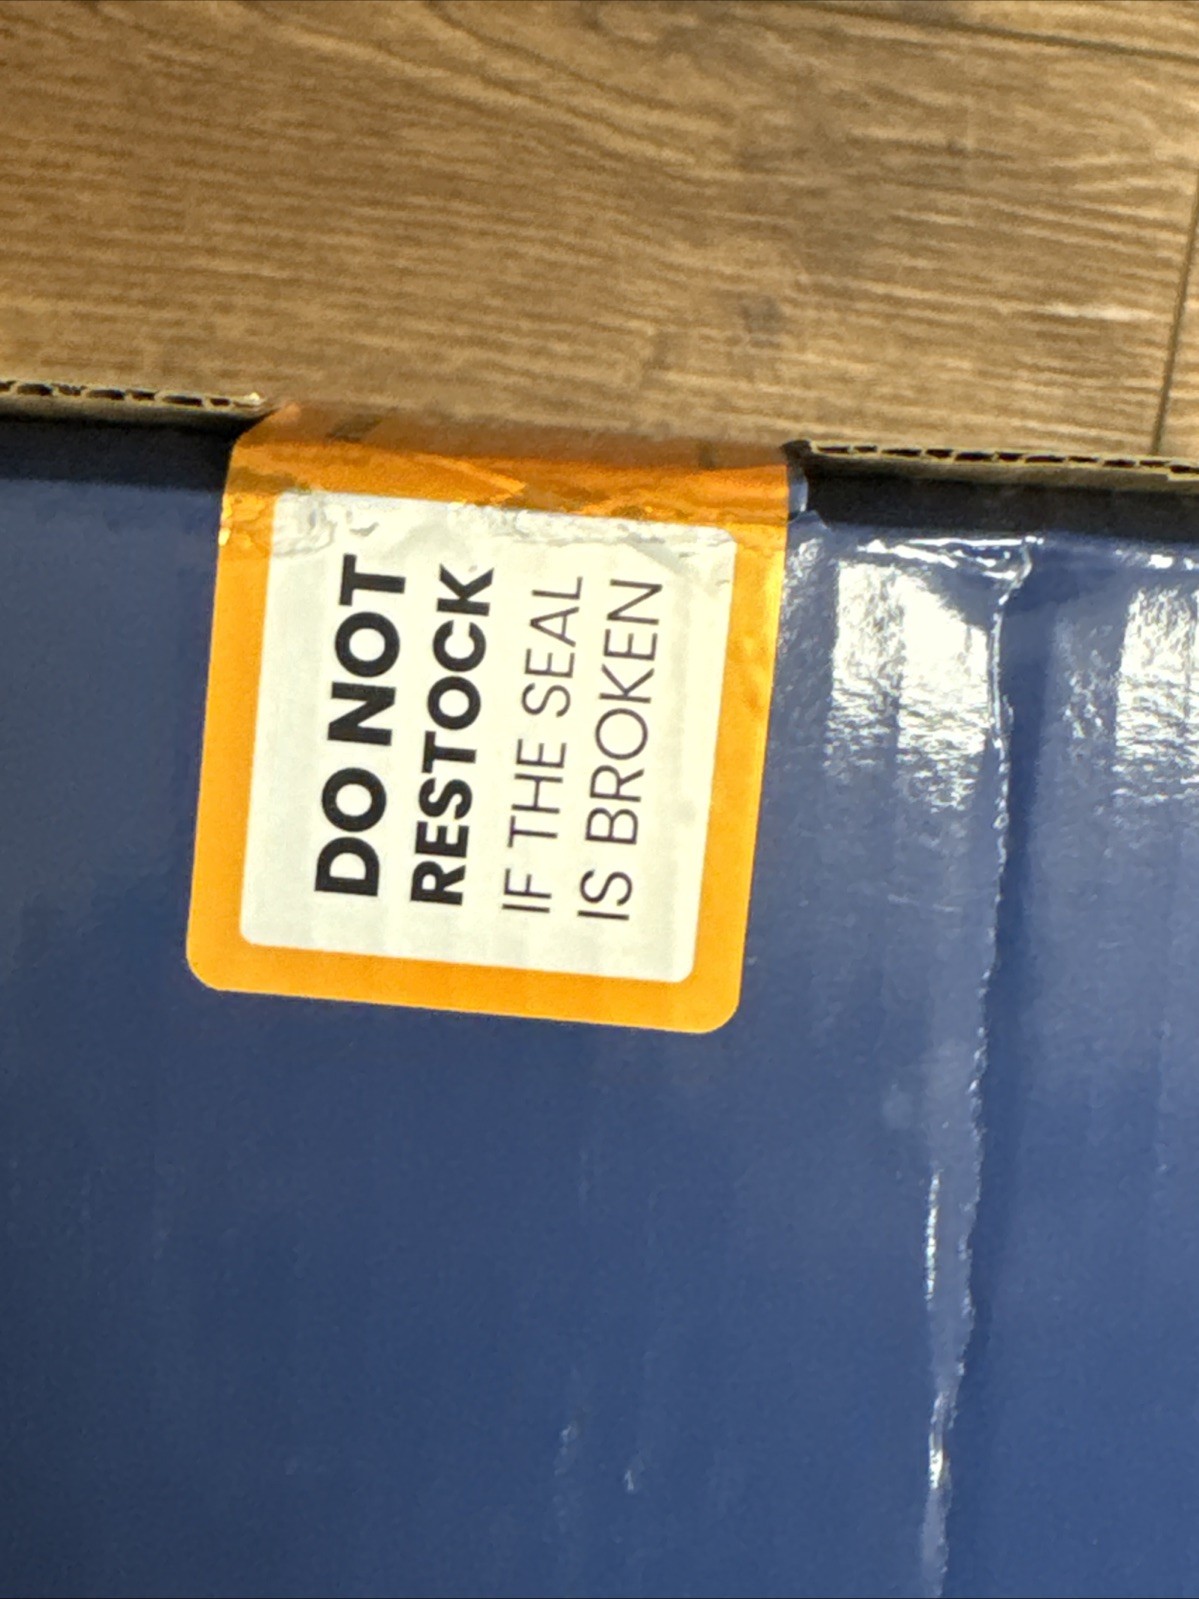 DO NOT
RESTOCK
IF THE SEAL
IS BROKEN